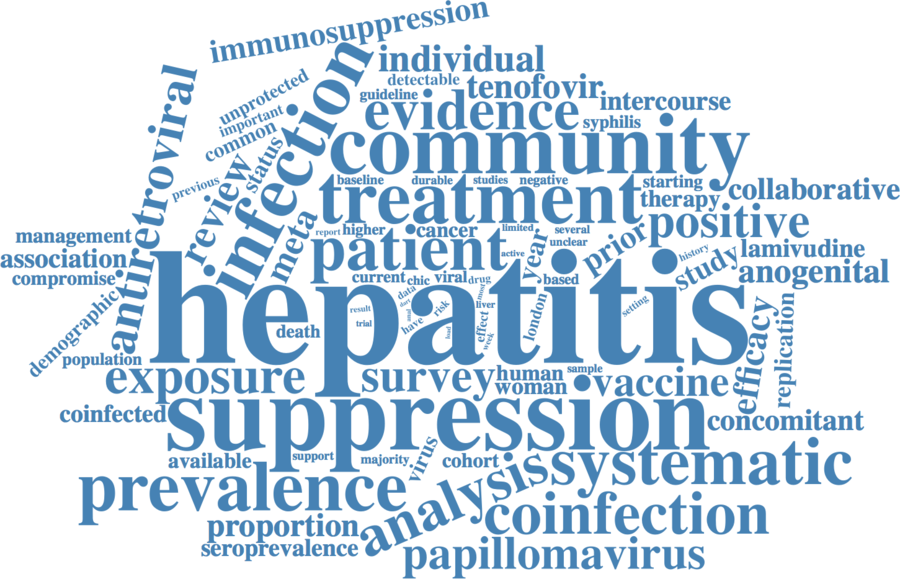 immunosuppression
individual
detectable
tenofovir
guideline
unprotected
important
common
evidence
intercourse
syphilis
antiretroviral
infection
community
status
review
previous
baseline
durable
studies
negative
starting
treatment
therapy
collaborative
meta
report
higher
cancer
limited
several
unclear
prior
positive
management
association
compromise
patient
active
year
history
study
lamivudine
anogenital
current
chic
viral
drug
based
demographic
hepatitis
data
most
setting
result
trial
have
risk
liver
effect
week
london
death
efficacy
replication
population
exposure
survey
human
woman
sample
vaccine
coinfected
suppression
concomitant
available
support
majority
virus
cohort
systematic
prevalence
analysis
proportion
coinfection
seroprevalence
papillomavirus